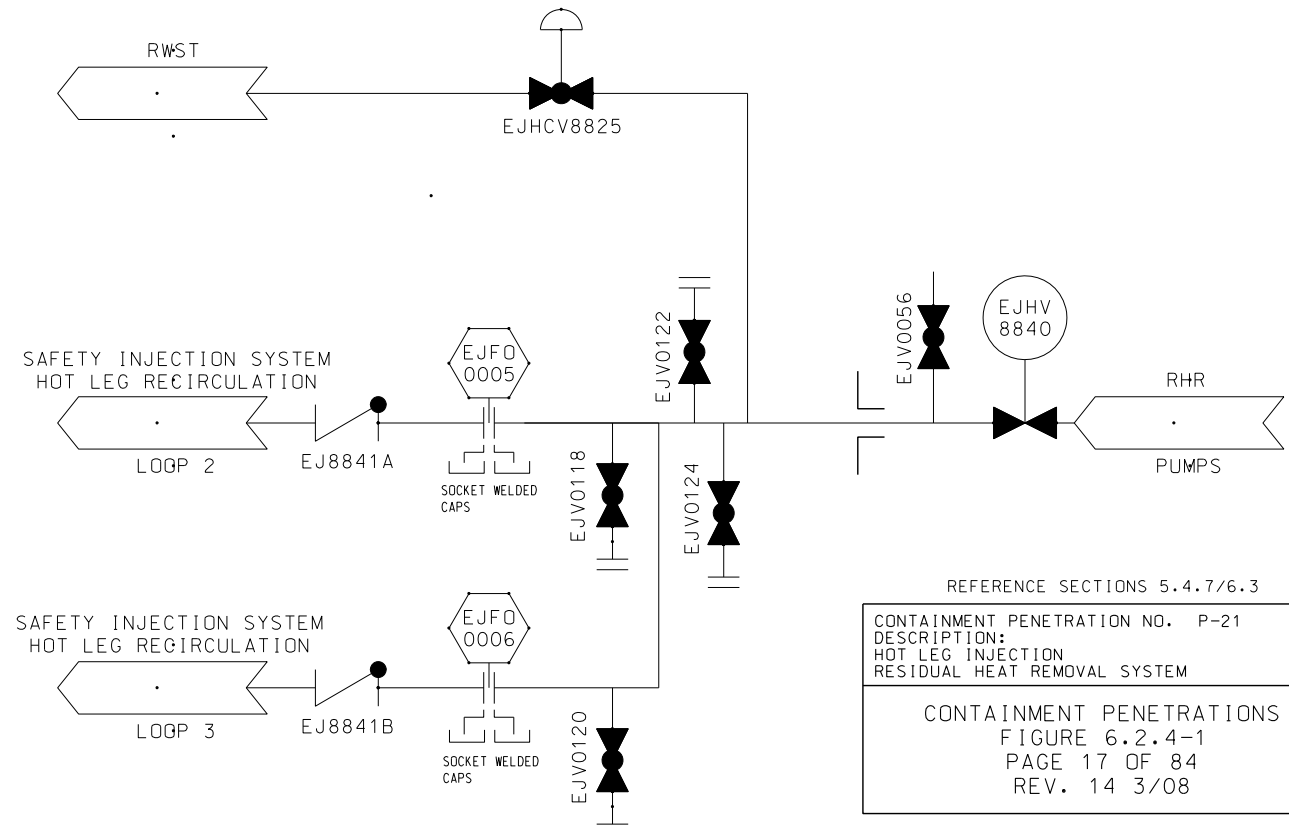 RWST
EJHCV8825
EJV0122
EJV0056
EJHV
8840
SAFETY INJECTION SYSTEM
HOT LEG RECIRCULATION
LOOP 2
EJ8841A
EJFO
0005
SOCKET WELDED
CAPS
EJV0118
EJV0124
RHR
PUMPS
SAFETY INJECTION SYSTEM
HOT LEG RECIRCULATION
LOOP 3
EJ8841B
EJFO
0006
SOCKET WELDED
CAPS
EJV0120
REFERENCE SECTIONS 5.4.7/6.3
CONTAINMENT PENETRATION NO. P-21
DESCRIPTION:
HOT LEG INJECTION
RESIDUAL HEAT REMOVAL SYSTEM
CONTAINMENT PENETRATIONS
FIGURE 6.2.4-1
PAGE 17 OF 84
REV. 14 3/08